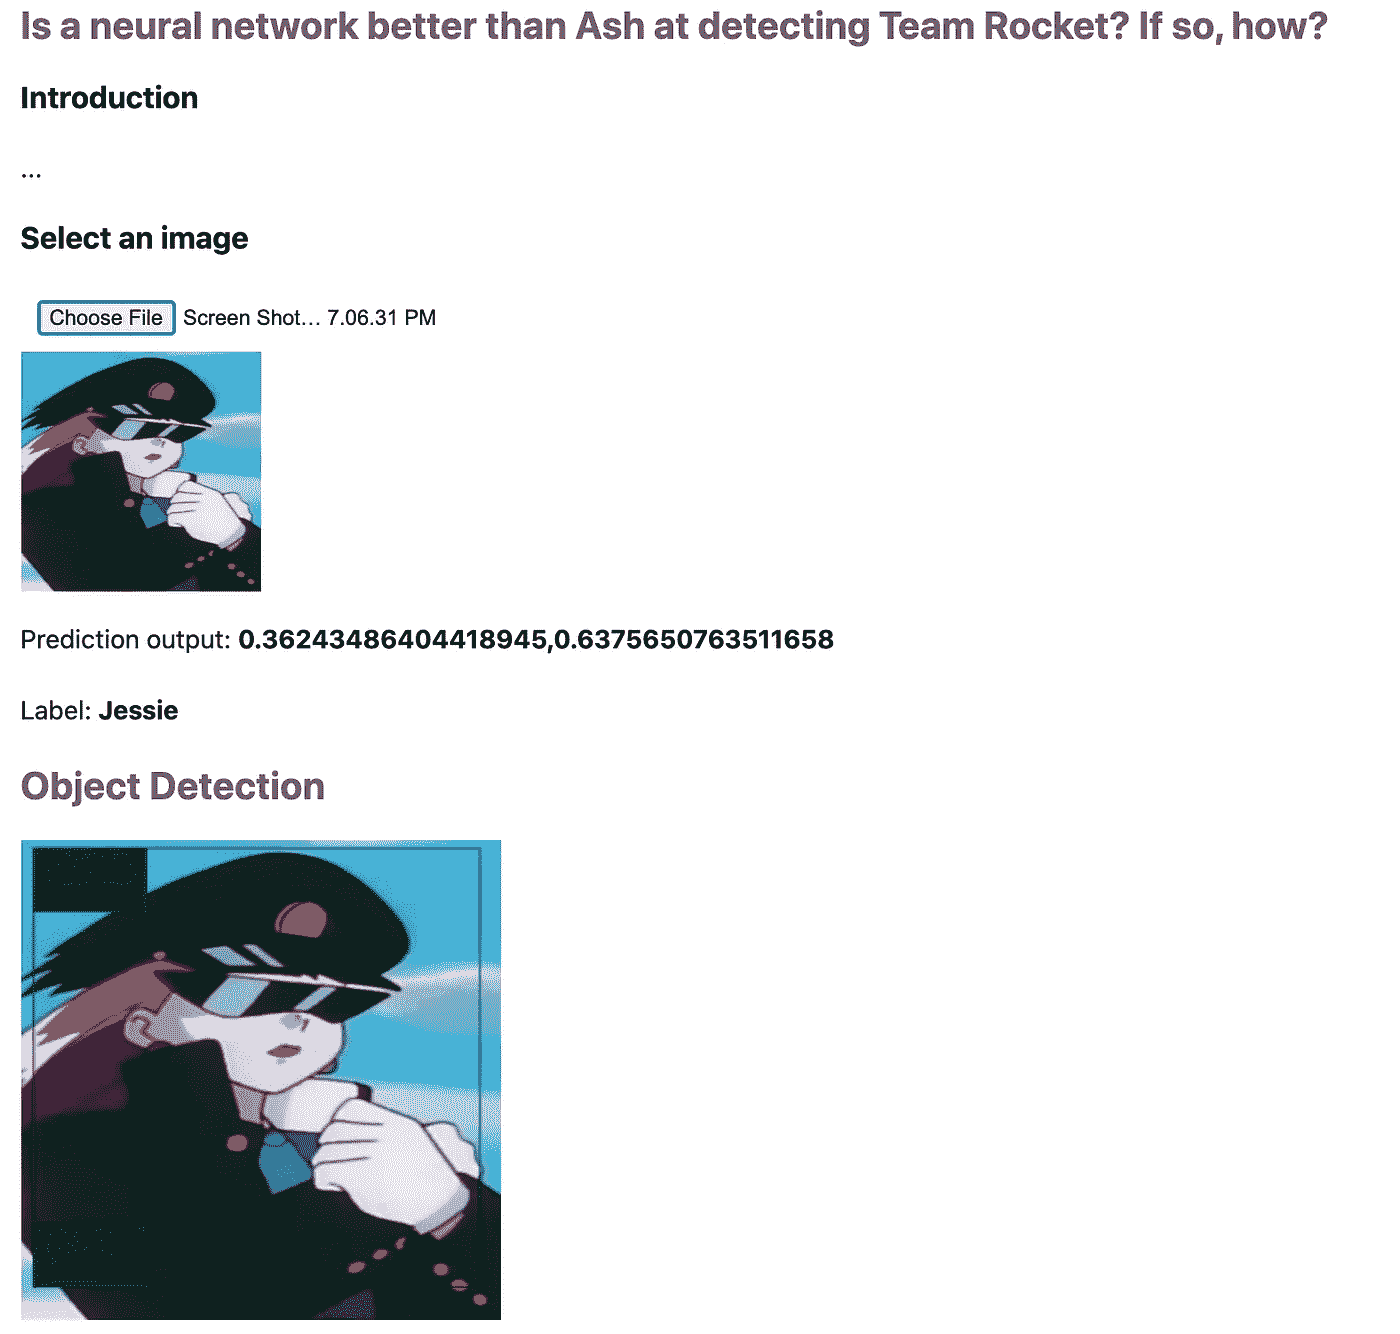 Is a neural network better than Ash at detecting Team Rocket? If so, how?
Introduction
...
Select an image
Choose File Screen Shot... 7.06.31 PM
Prediction output: 0.36243486404418945,0.6375650763511658
Label: Jessie
Object Detection